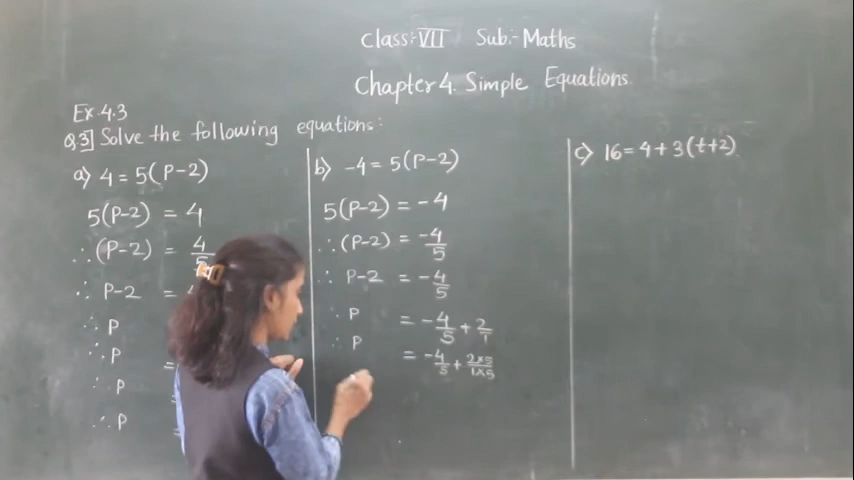 Class:- VII Sub:- Maths
Chapter 4. Simple Equations.
Ex. 4.3
Q.3] Solve the following equations:
a) 4 = 5(P-2)
5(P-2) = 4
∴ (P-2) = 4/5
∴ P-2 =
∴ P
∴ P =
∴ P =
∴ P =
b) -4 = 5(P-2)
5(P-2) = -4
∴ (P-2) = -4/5
∴ P-2 = -4/5
∴ P = -4/5 + 2/1
∴ P = -4/5 + 2×5/1×5
c) 16 = 4 + 3(t+2)